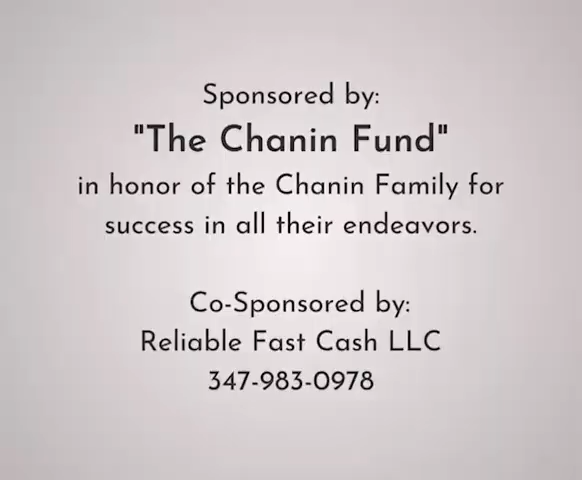 Sponsored by:
"The Chanin Fund"
in honor of the Chanin Family for
success in all their endeavors.
Co-Sponsored by:
Reliable Fast Cash LLC
347-983-0978